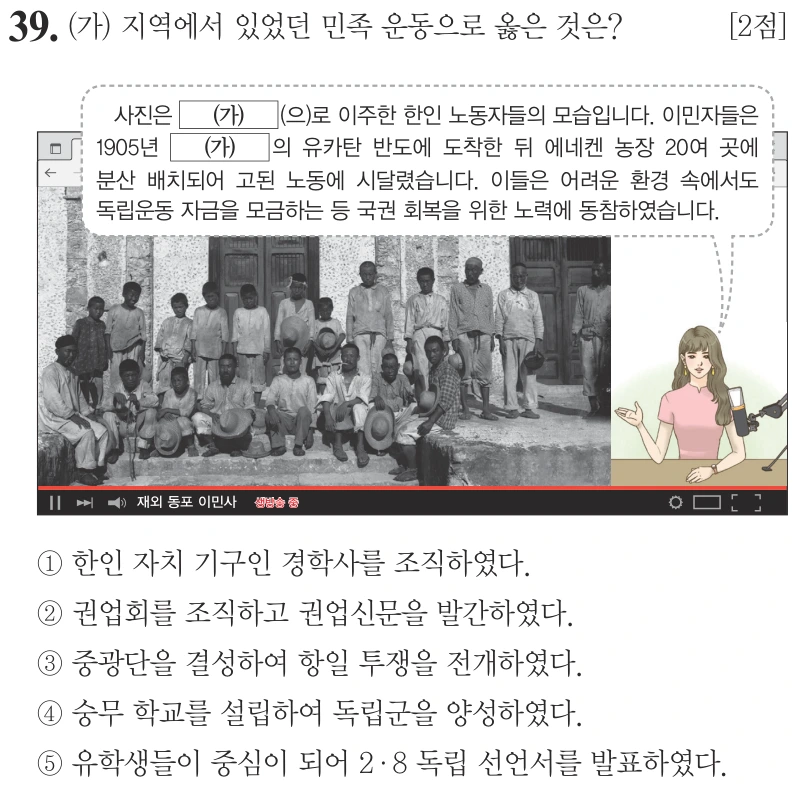 39. (가) 지역에서 있었던 민족 운동으로 옳은 것은? [2점]
사진은 (가) (으)로 이주한 한인 노동자들의 모습입니다. 이민자들은
1905년 (가) 의 유카탄 반도에 도착한 뒤 에네켄 농장 20여 곳에
분산 배치되어 고된 노동에 시달렸습니다. 이들은 어려운 환경 속에서도
독립운동 자금을 모금하는 등 국권 회복을 위한 노력에 동참하였습니다.
재외 동포 이민사 생방송 중
① 한인 자치 기구인 경학사를 조직하였다.
② 권업회를 조직하고 권업신문을 발간하였다.
③ 중광단을 결성하여 항일 투쟁을 전개하였다.
④ 숭무 학교를 설립하여 독립군을 양성하였다.
⑤ 유학생들이 중심이 되어 2·8 독립 선언서를 발표하였다.